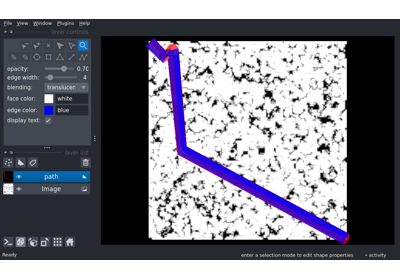 File View Window Plugins Help
layer controls
opacity: 0.70
edge width: 4
blending: translucen
face color: white
edge color: blue
display text:
layer list
path
Image
Ready
enter a selection mode to edit shape properties
activity